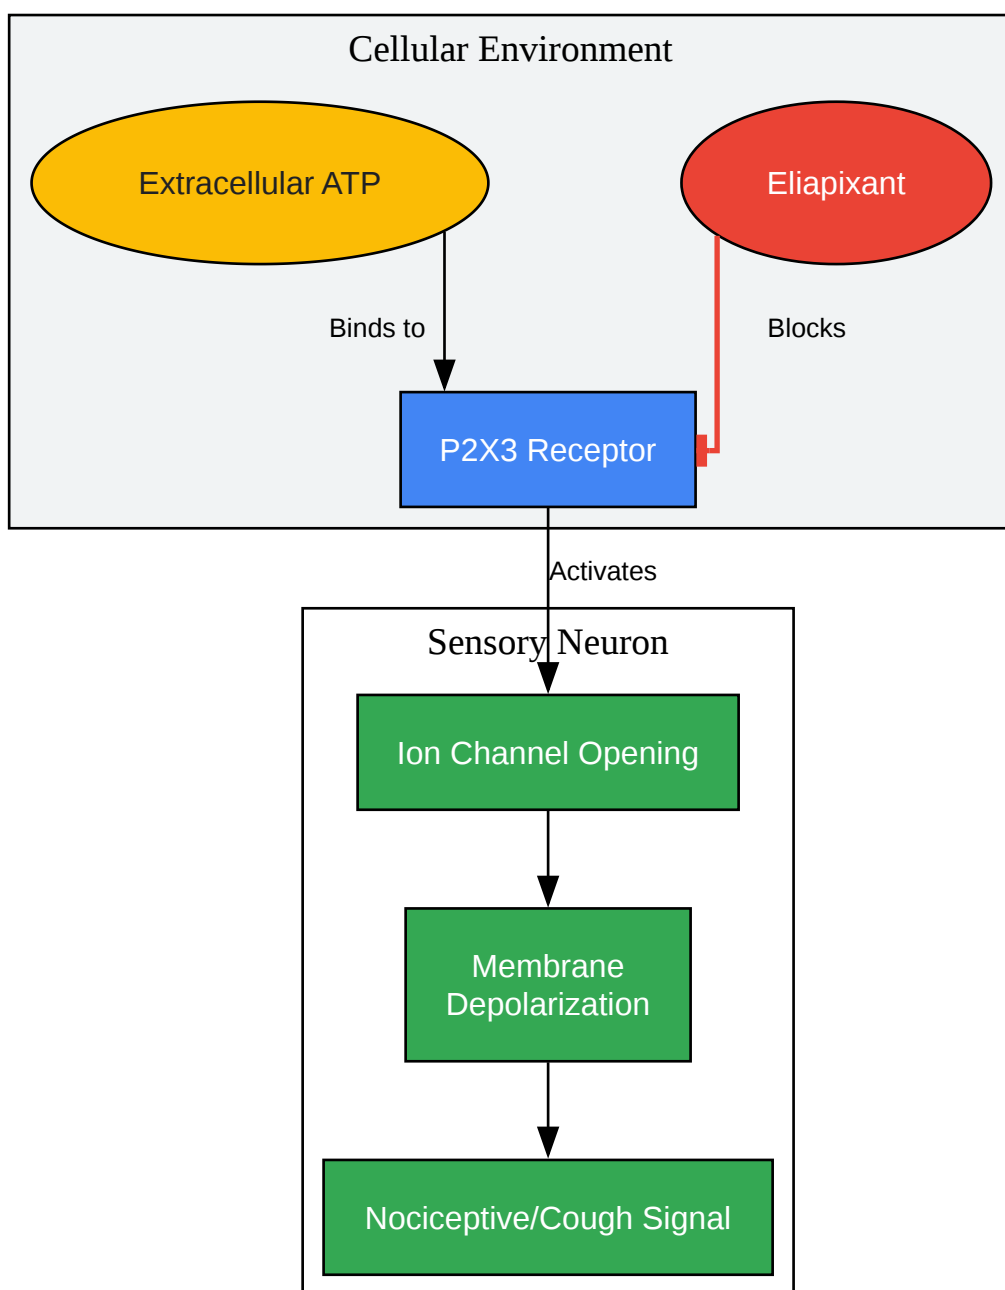 Cellular Environment
Extracellular ATP
Eliapixant
Binds to
Blocks
P2X3 Receptor
Activates
Sensory Neuron
Ion Channel Opening
Membrane
Depolarization
Nociceptive/Cough Signal